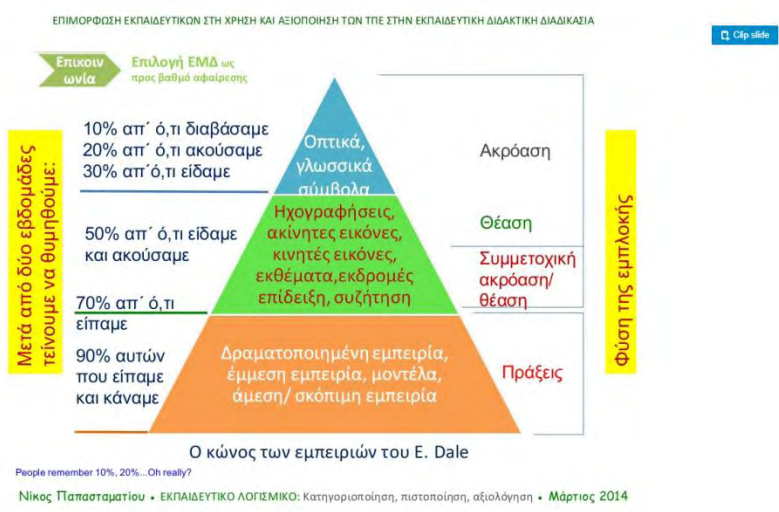 ΕΠΙΜΟΡΦΩΣΗ ΕΚΠΑΙΔΕΥΤΙΚΩΝ ΣΤΗ ΧΡΗΣΗ ΚΑΙ ΑΞΙΟΠΟΙΗΣΗ ΤΩΝ ΤΠΕ ΣΤΗΝ ΕΚΠΑΙΔΕΥΤΙΚΗ ΔΙΔΑΚΤΙΚΗ ΔΙΑΔΙΚΑΣΙΑ
Clip slide
Επικοιν
ωνία
Επιλογή ΕΜΔ ως
προς βαθμό αφαίρεσης
Μετά από δύο εβδομάδες
τείνουμε να θυμηθούμε:
10% απ΄ ό,τι διαβάσαμε
20% απ΄ ό,τι ακούσαμε
30% απ΄ό,τι είδαμε
50% απ΄ ό,τι είδαμε
και ακούσαμε
70% απ΄ ό,τι
είπαμε
90% αυτών
που είπαμε
και κάναμε
Οπτικά,
γλωσσικά
σύμβολα
Ηχογραφήσεις,
ακίνητες εικόνες,
κινητές εικόνες,
εκθέματα,εκδρομές
επίδειξη, συζήτηση
Δραματοποιημένη εμπειρία,
έμμεση εμπειρία, μοντέλα,
άμεση/ σκόπιμη εμπειρία
Ακρόαση
Θέαση
Συμμετοχική
ακρόαση/
θέαση
Πράξεις
Φύση της εμπλοκής
Ο κώνος των εμπειριών του E. Dale
People remember 10%, 20%...Oh really?
Νίκος Παπασταματίου • ΕΚΠΑΙΔΕΥΤΙΚΟ ΛΟΓΙΣΜΙΚΟ: Κατηγοριοποίηση, πιστοποίηση, αξιολόγηση • Μάρτιος 2014